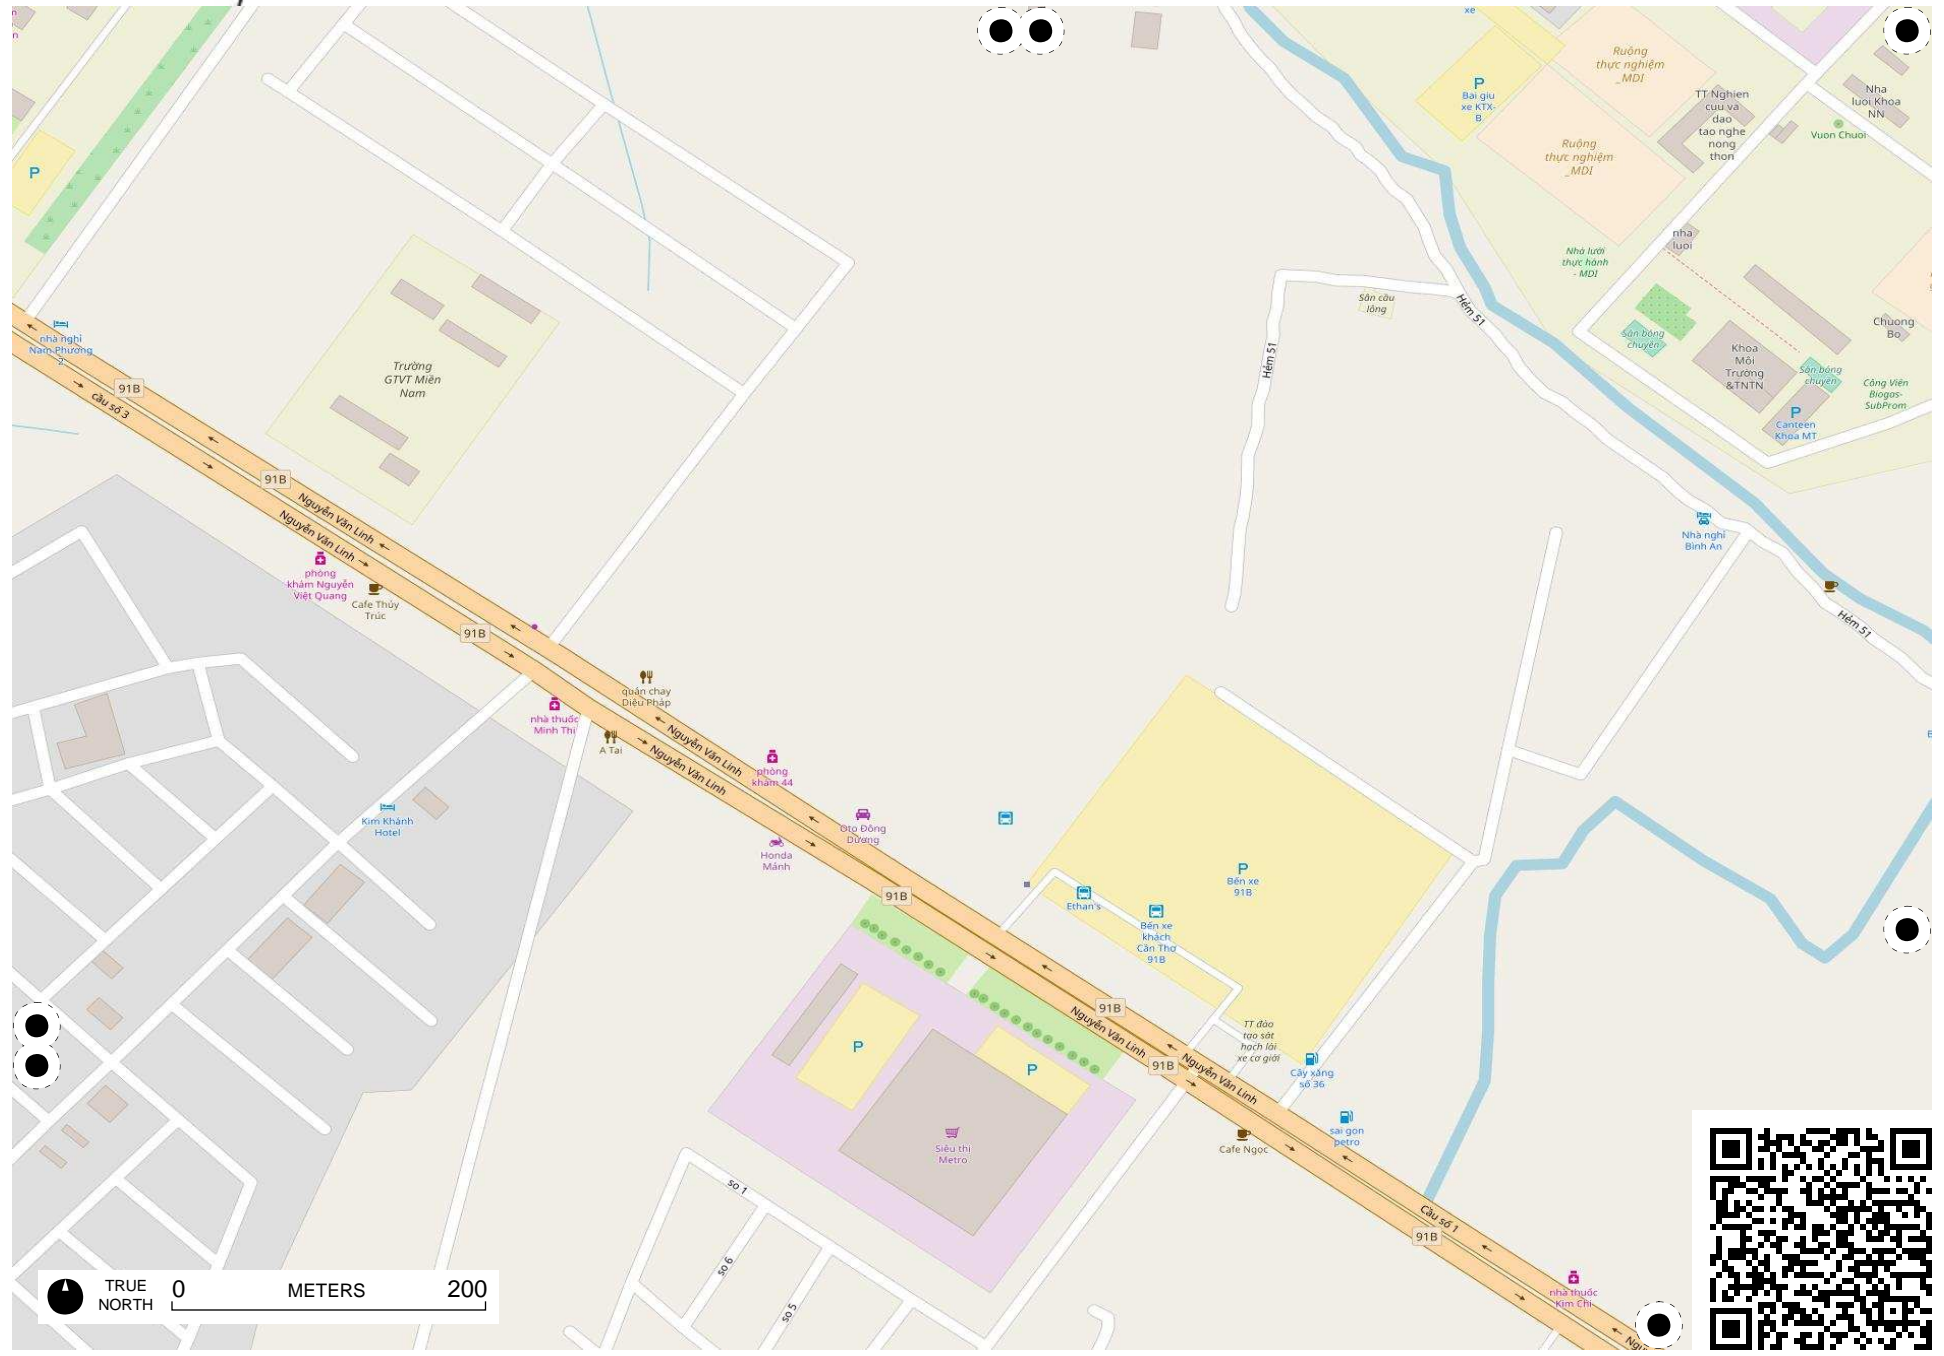 xe
P
Bai giu
xe KTX-
B
Ruộng
thực nghiệm
_MDI
Ruộng
thực nghiệm
_MDI
TT Nghien
cuu va
dao
tao nghe
nong
thon
Nha
luoi Khoa
NN
Vuon Chuoi
P
nha
luoi
Nhà lưới
thực hành
- MDI
Sân cầu
lông
Hẻm 51
Hẻm 51
Sân bóng
chuyền
Khoa
Môi
Trường
&TNTN
Sân bóng
chuyền
Chuong
Bo
Công Viên
Biogas-
SubProm
P
Canteen
Khoa MT
nhà nghỉ
Nam Phương
2
91B
cầu số 3
Trường
GTVT Miền
Nam
91B
Nguyễn Văn Linh
Nguyễn Văn Linh
phòng
khám Nguyễn
Việt Quang
Cafe Thủy
Trúc
Nhà nghỉ
Bình An
Hẻm 51
91B
quán chay
Diệu Pháp
nhà thuốc
Minh Thi
A Tai
Nguyễn Văn Linh
Nguyễn Văn Linh
phòng
khám 44
Kim Khánh
Hotel
Oto Đông
Dương
Honda
Mánh
91B
P
Bến xe
91B
Ethan's
Bến xe
khách
Cần Thơ
91B
91B
Nguyễn Văn Linh
TT đào
tạo sát
hạch lái
xe cơ giới
P
P
91B
Nguyễn Văn Linh
Cây xăng
số 36
sai gon
petro
Cafe Ngọc
Siêu thị
Metro
so 1
so 6
so 5
Cầu số 1
91B
nhà thuốc
Kim Chi
TRUE
NORTH
0 METERS 200